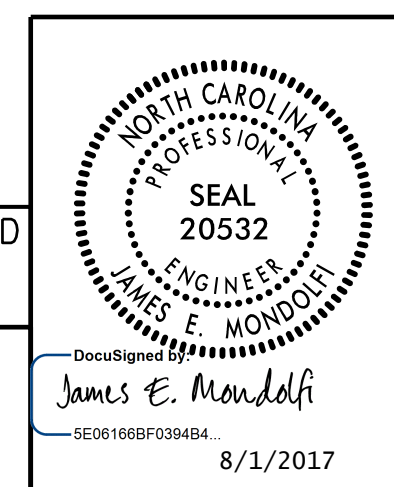 NORTH CAROLINA
PROFESSIONAL
SEAL
20532
ENGINEER
JAMES E. MONDOLFI
D
DocuSigned by:
James E. Mondolfi
5E06166BF0394B4...
8/1/2017